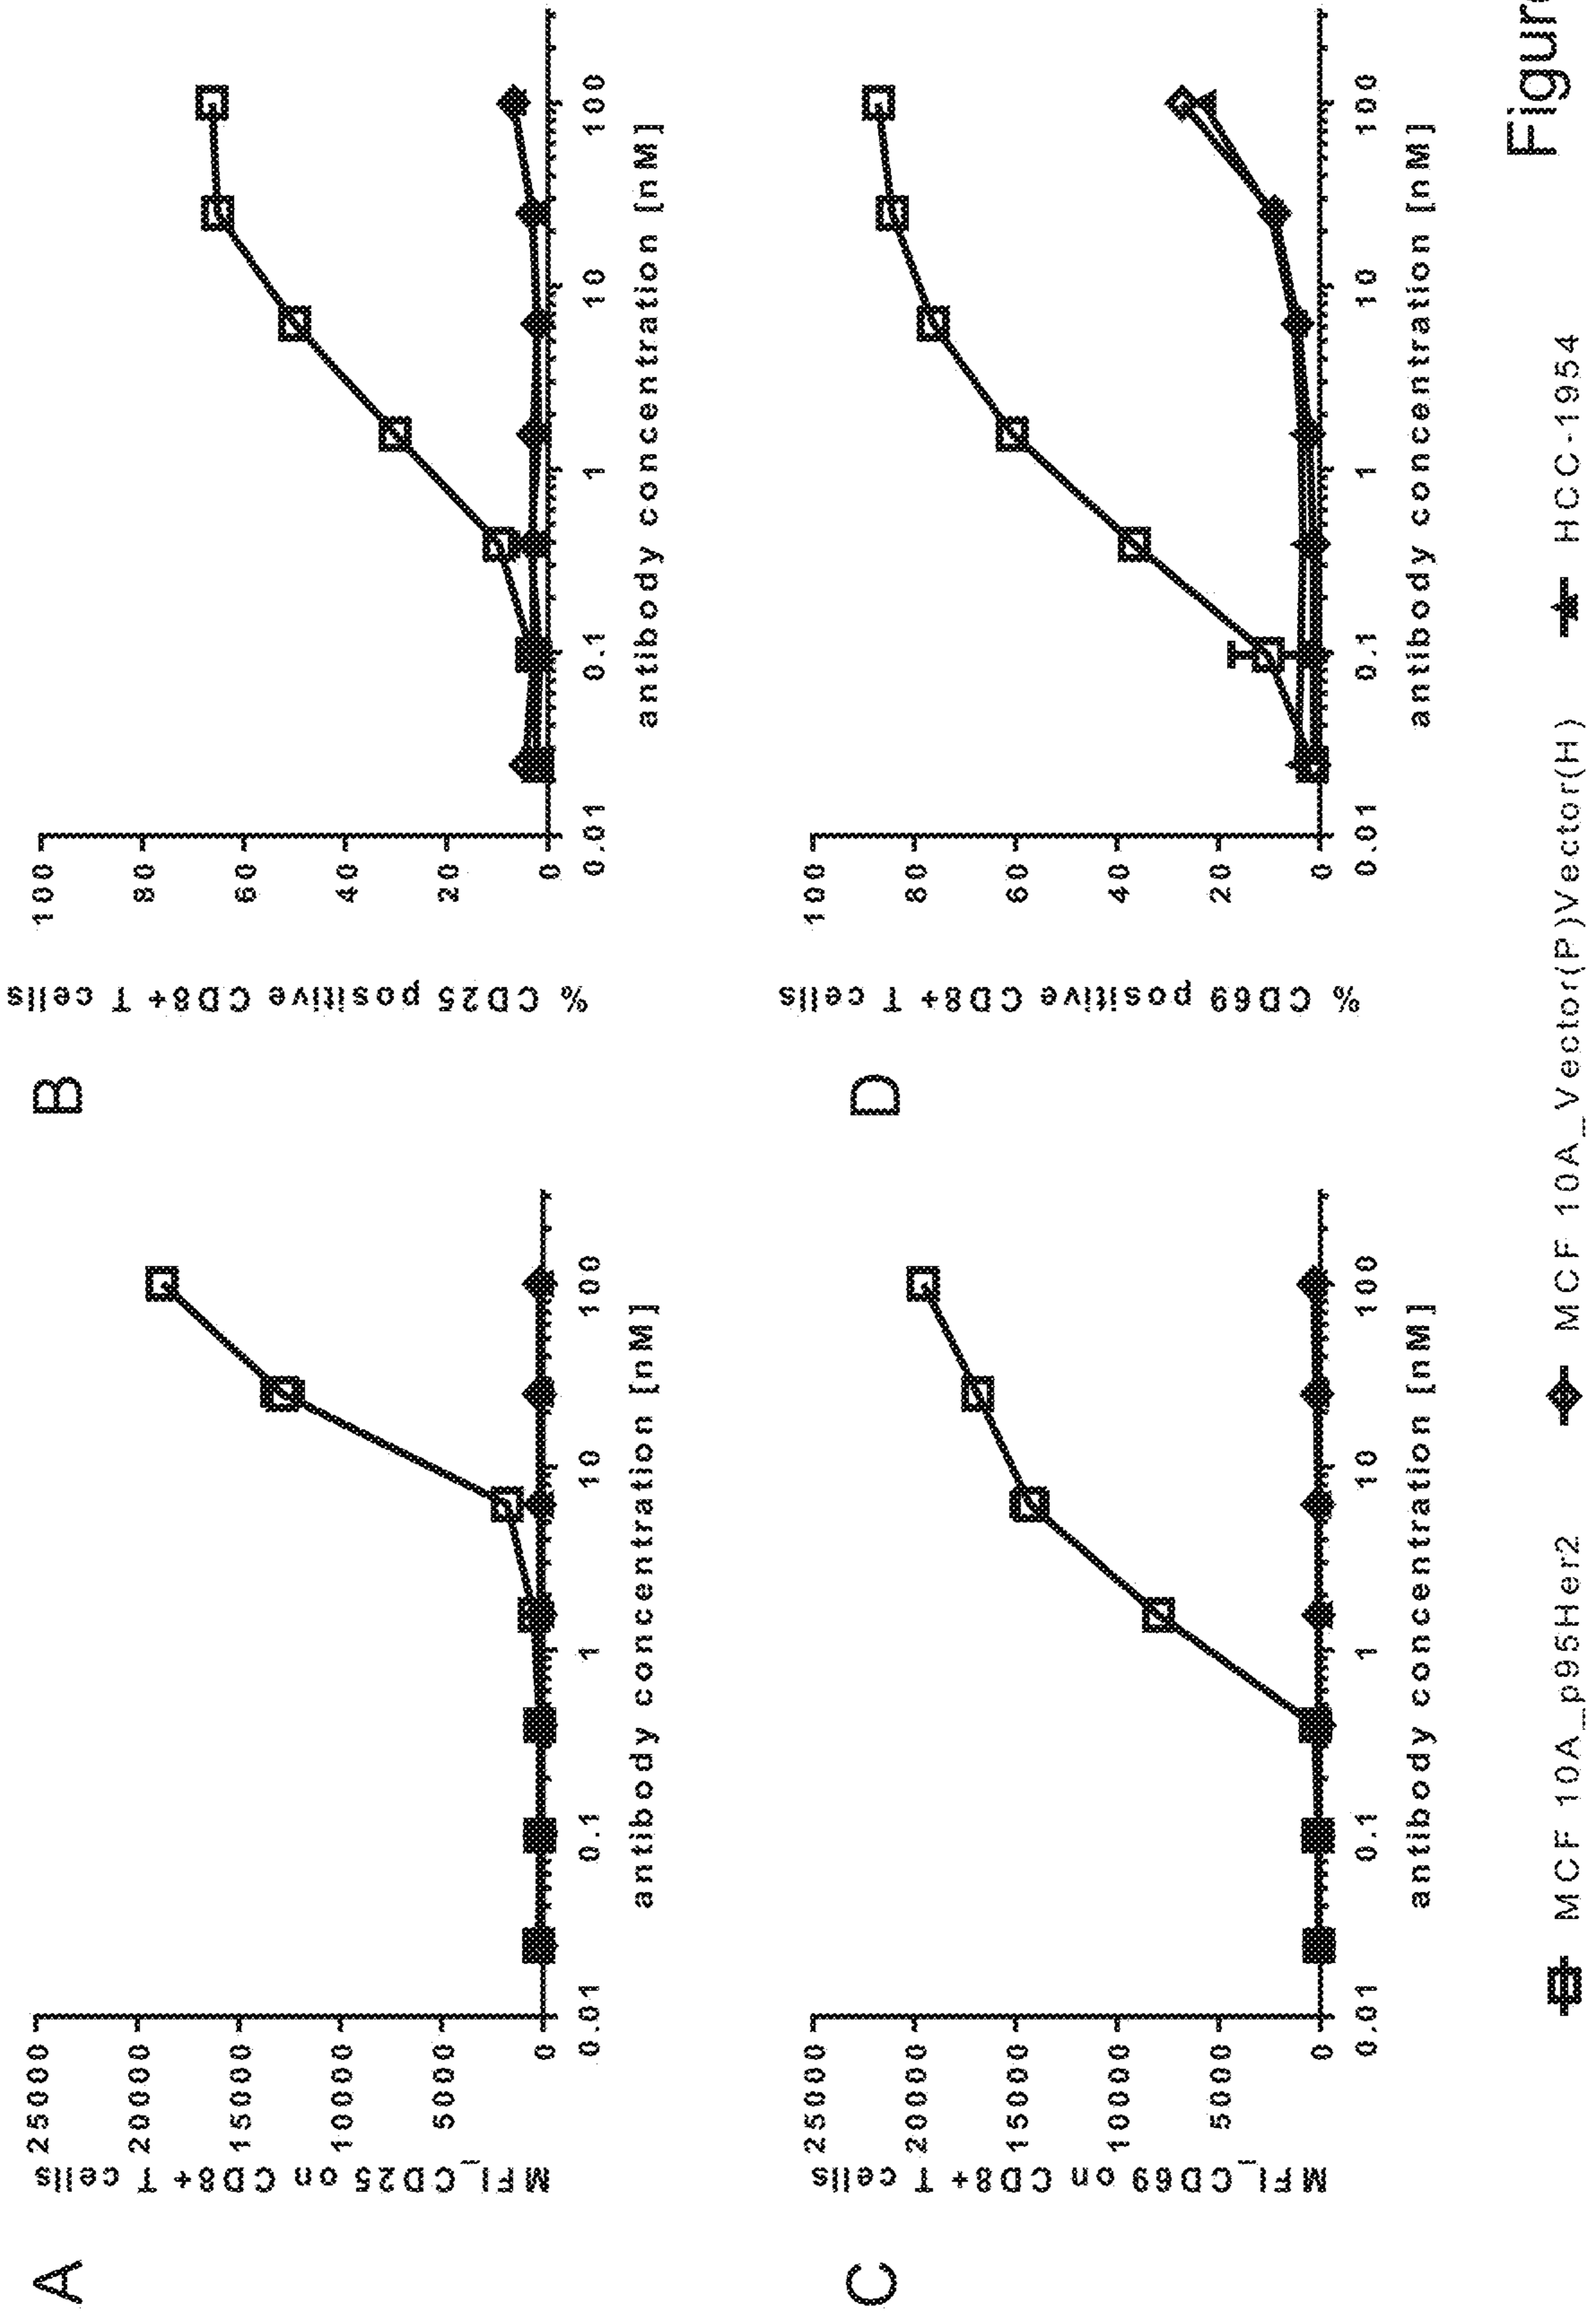 A
MFI_CD25 on CD8+ T cells
25000
20000
15000
10000
5000
0
0.01
0.1
1
10
100
antibody concentration [nM]
B
% CD25 positive CD8+ T cells
100
80
60
40
20
0
0.01
0.1
1
10
100
antibody concentration [nM]
C
MFI_CD69 on CD8+ T cells
25000
20000
15000
10000
5000
0
0.01
0.1
1
10
100
antibody concentration [nM]
D
% CD69 positive CD8+ T cells
100
80
60
40
20
0
0.01
0.1
1
10
100
antibody concentration [nM]
MCF 10A_p95Her2
MCF 10A_Vector(P)Vector(H)
HCC-1954
Figure